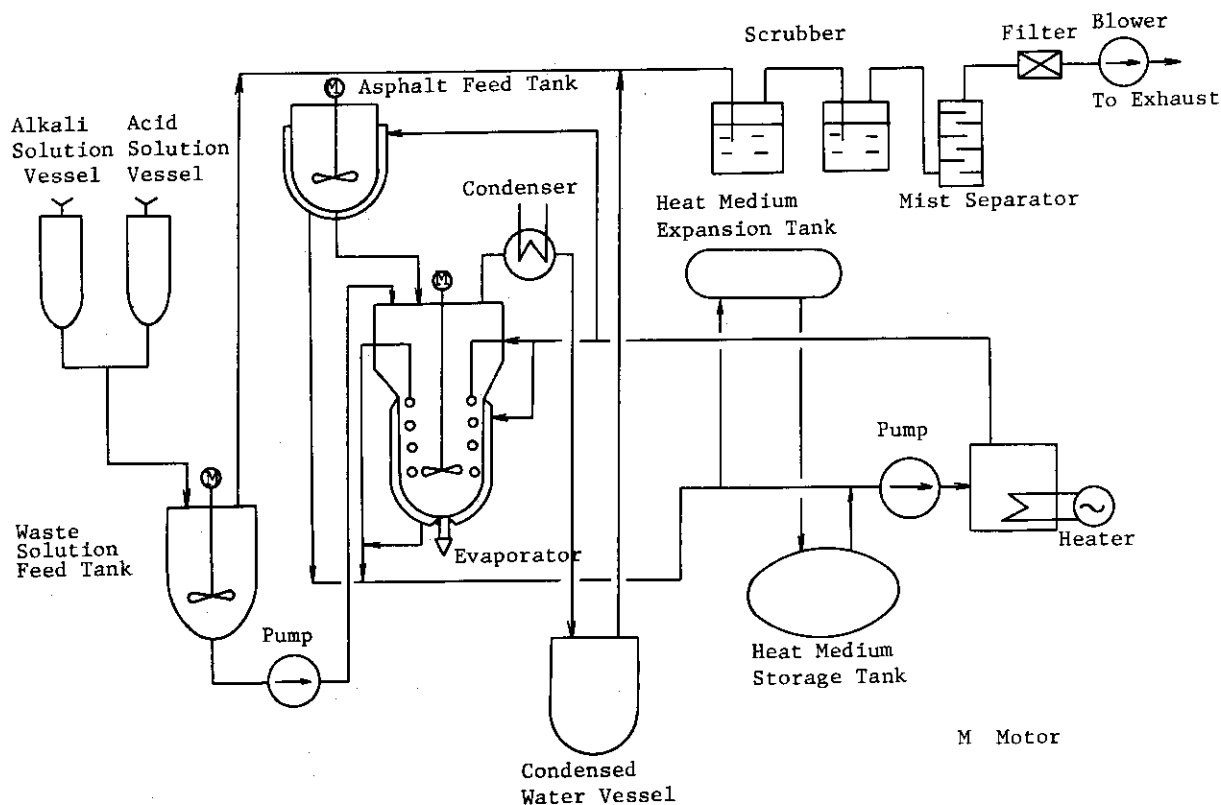 Blower
Filter
Scrubber
To Exhaust
M
Asphalt Feed Tank
Alkali
Solution
Vessel
Acid
Solution
Vessel
Condenser
Heat Medium
Expansion Tank
Mist Separator
M
Pump
M
Waste
Solution
Feed Tank
Evaporator
Heater
Pump
Heat Medium
Storage Tank
M Motor
Condensed
Water Vessel